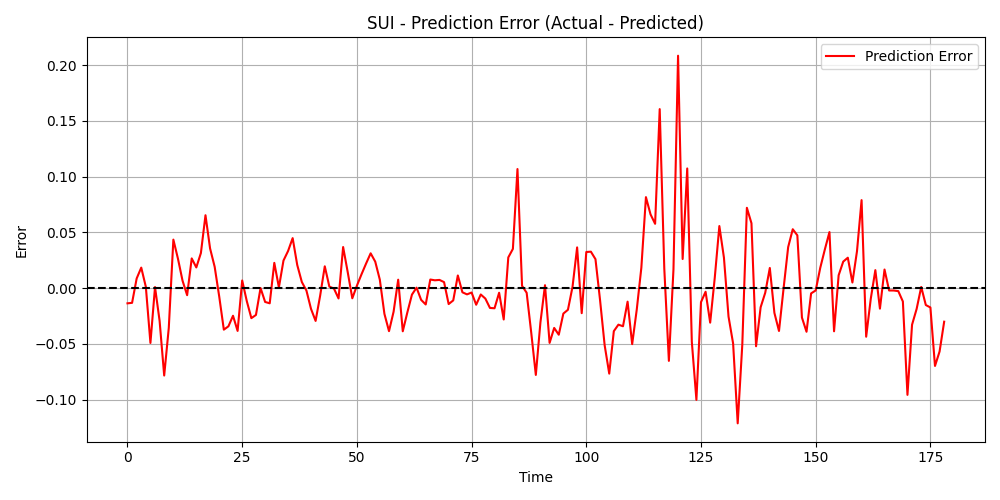 SUI - Prediction Error (Actual - Predicted)
Prediction Error
0.20
0.15
0.10
0.05
0.00
−0.05
−0.10
Error
0 25 50 75 100 125 150 175
Time